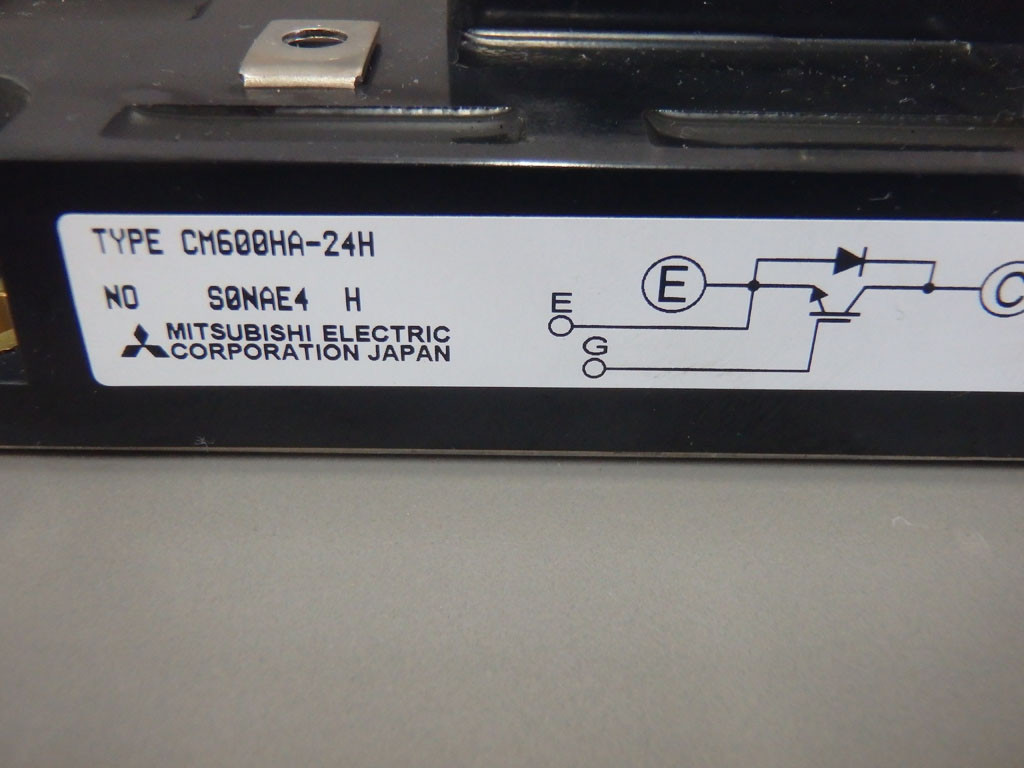 TYPE CM600HA-24H
NO S0NAE4 H
MITSUBISHI ELECTRIC
CORPORATION JAPAN
E
G
E
C